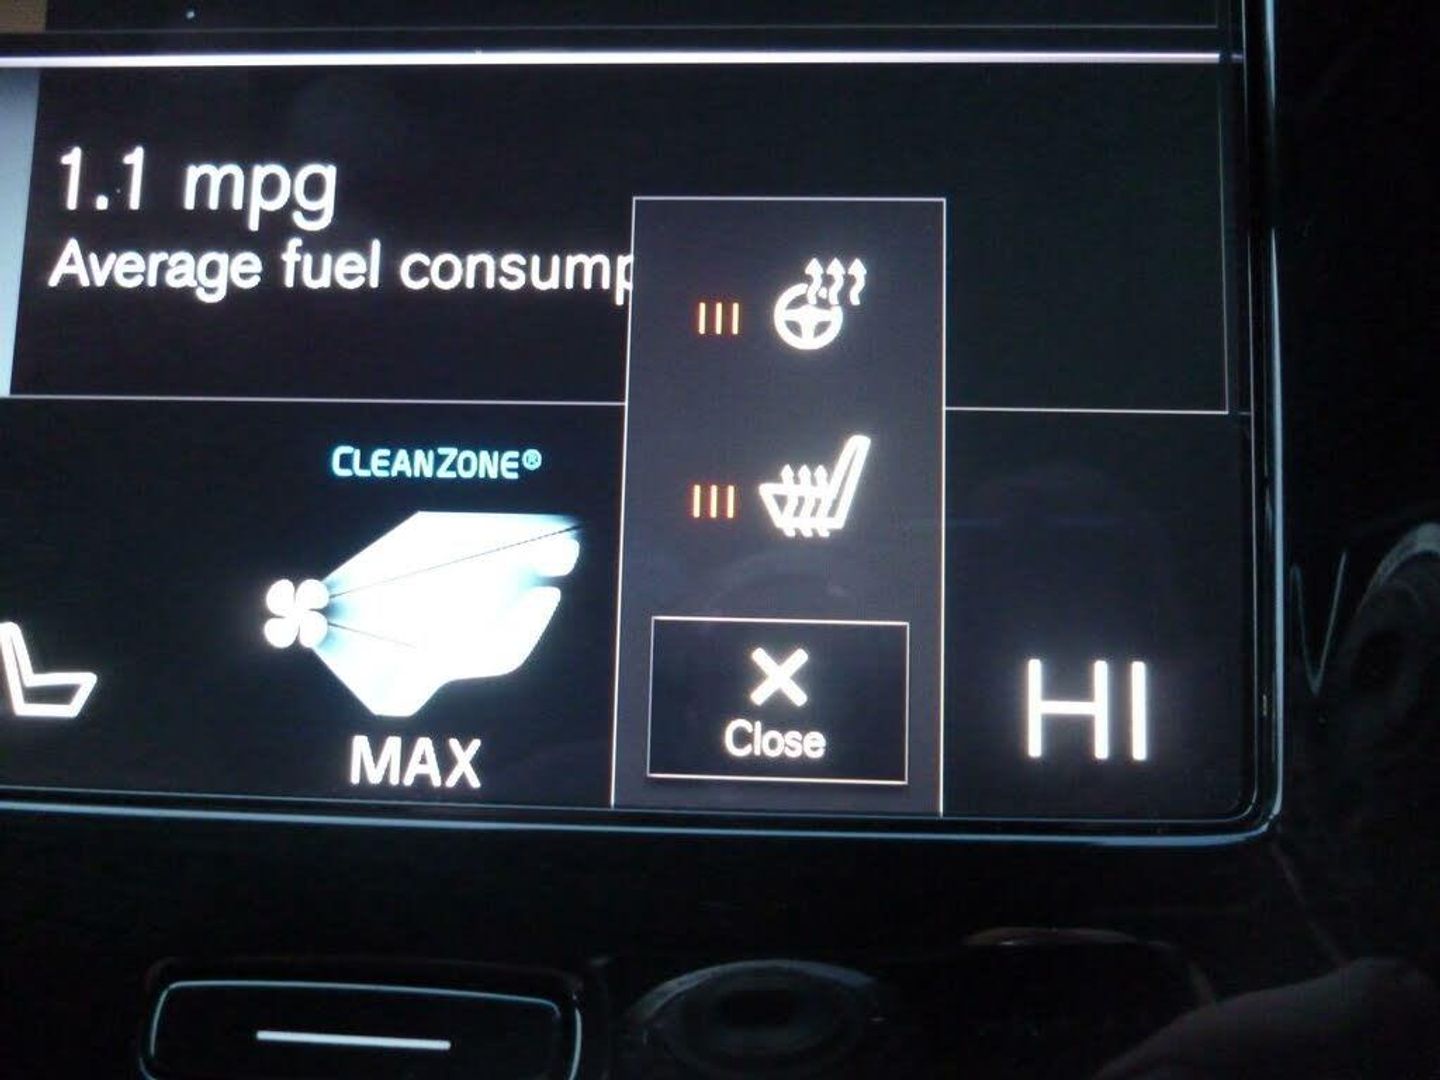 1.1 mpg
Average fuel consump
CLEANZONE®
MAX
Close
HI